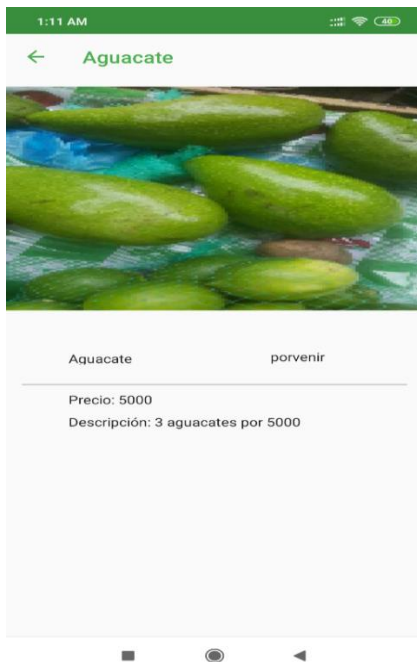 1:11 AM 40
← Aguacate
Aguacate porvenir
Precio: 5000
Descripción: 3 aguacates por 5000